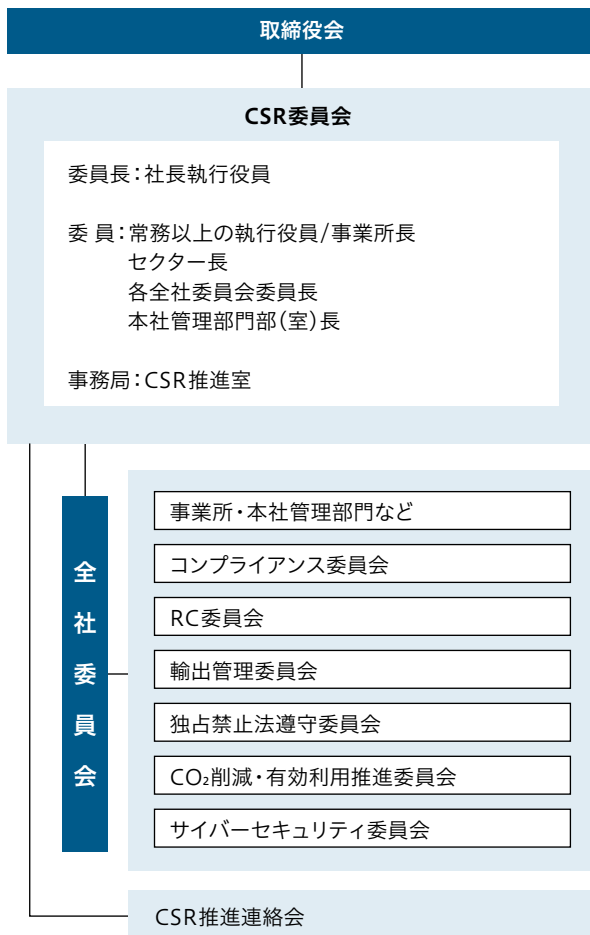 取締役会
CSR委員会
委員長：社長執行役員
委 員：常務以上の執行役員/事業所長
セクター長
各全社委員会委員長
本社管理部門部（室）長
事務局：CSR推進室
全社委員会
事業所・本社管理部門など
コンプライアンス委員会
RC委員会
輸出管理委員会
独占禁止法遵守委員会
CO₂削減・有効利用推進委員会
サイバーセキュリティ委員会
CSR推進連絡会